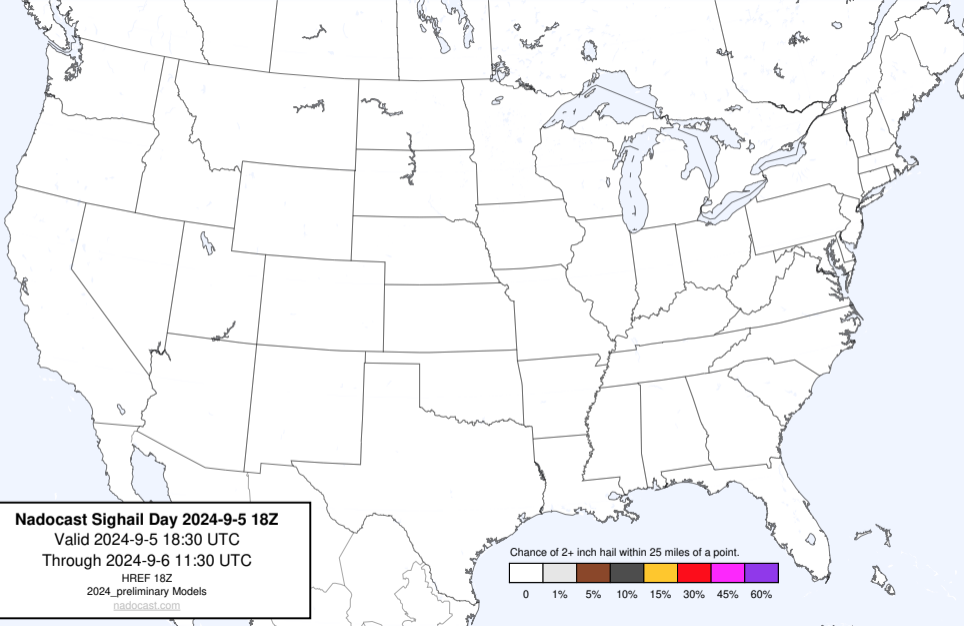 Nadocast Sighail Day 2024-9-5 18Z
Valid 2024-9-5 18:30 UTC
Through 2024-9-6 11:30 UTC
HREF 18Z
2024_preliminary Models
nadocast.com
Chance of 2+ inch hail within 25 miles of a point.
0 1% 5% 10% 15% 30% 45% 60%